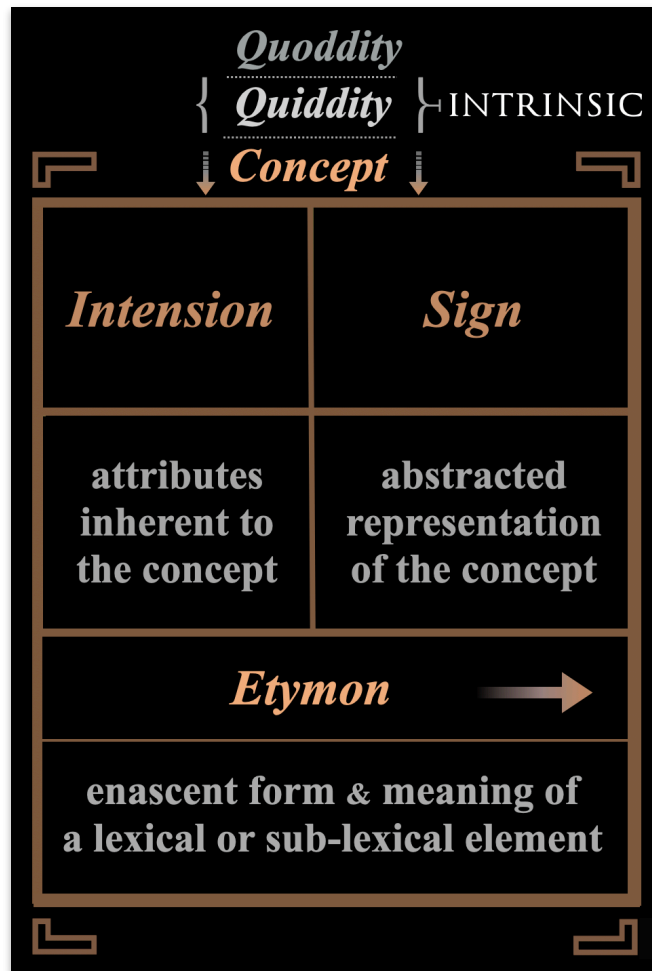 Quoddity
Quiddity
INTRINSIC
Concept
Intension
Sign
attributes
inherent to
the concept
abstracted
representation
of the concept
Etymon
enascent form & meaning of
a lexical or sub-lexical element